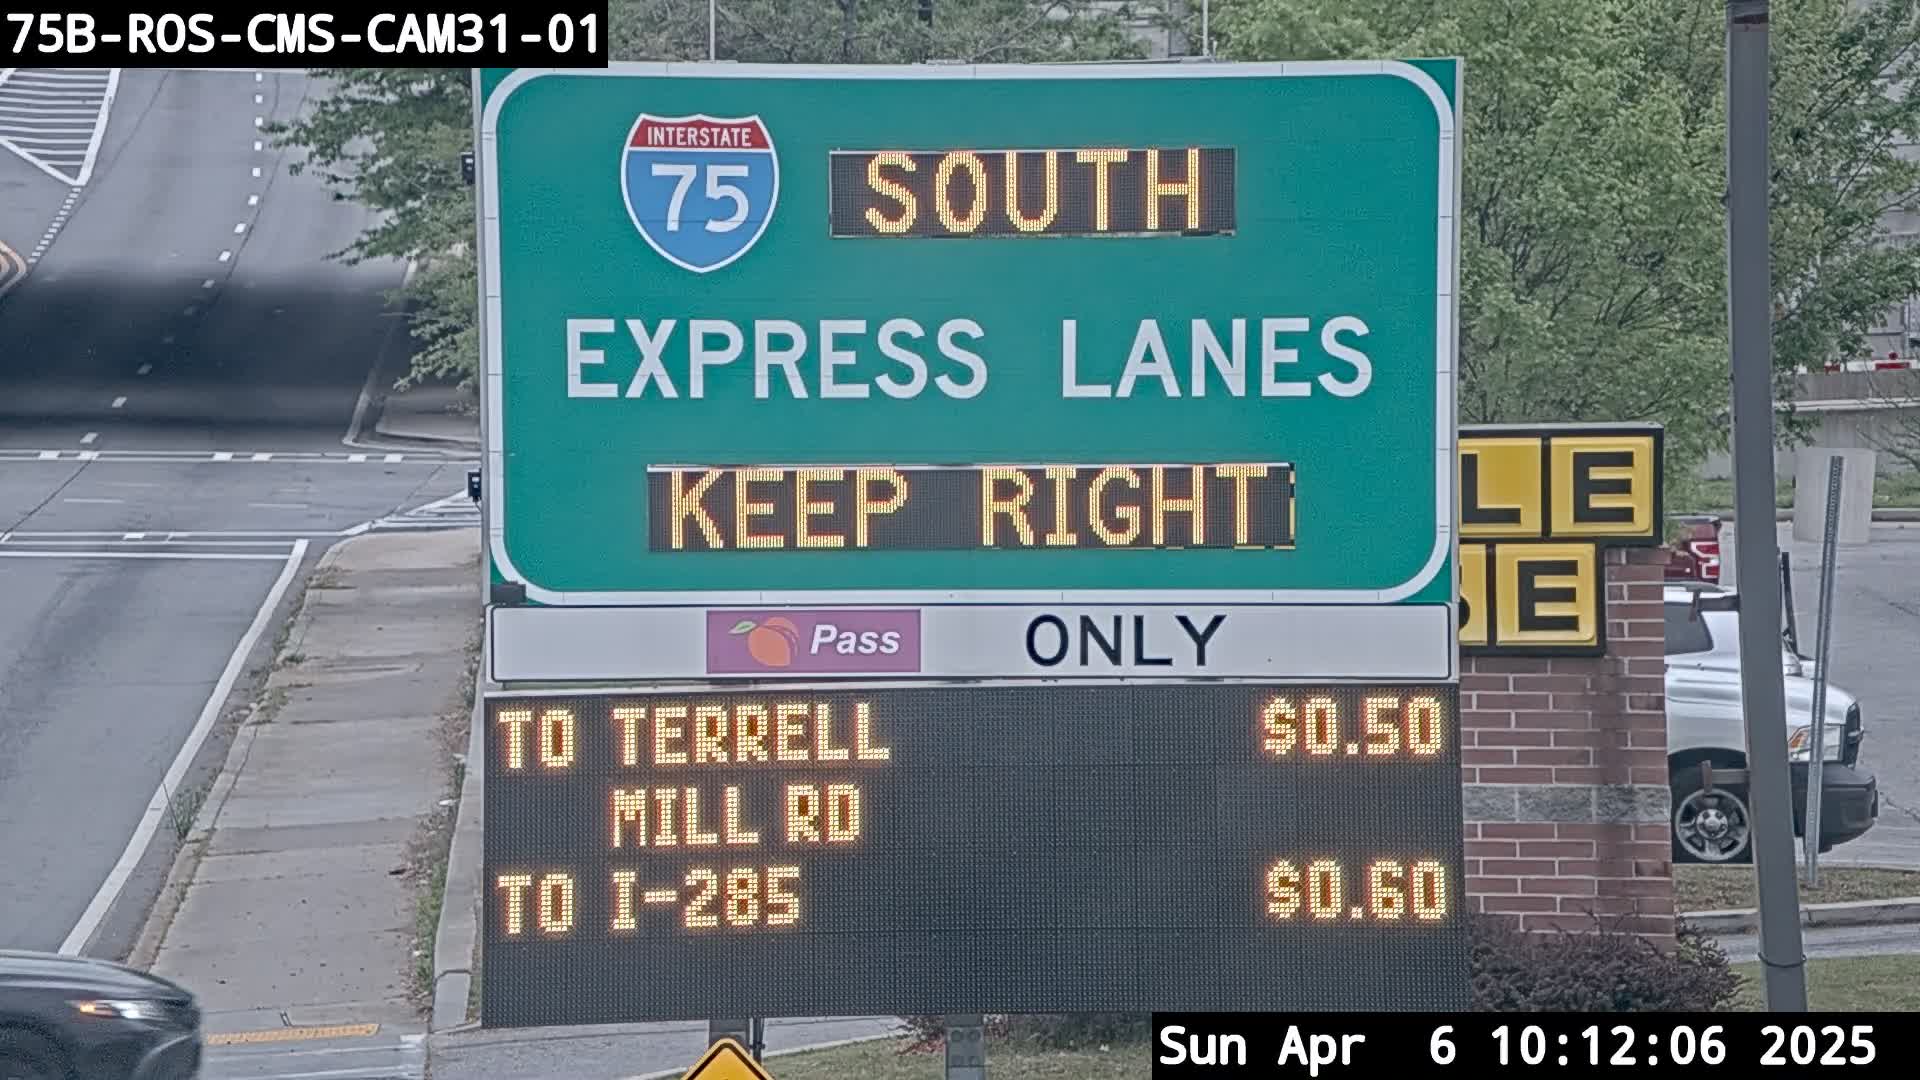 75B-ROS-CMS-CAM31-01
INTERSTATE
75
SOUTH
EXPRESS LANES
KEEP RIGHT
Pass ONLY
TO TERRELL $0.50
MILL RD
TO I-285 $0.60
LE
E
Sun Apr 6 10:12:06 2025